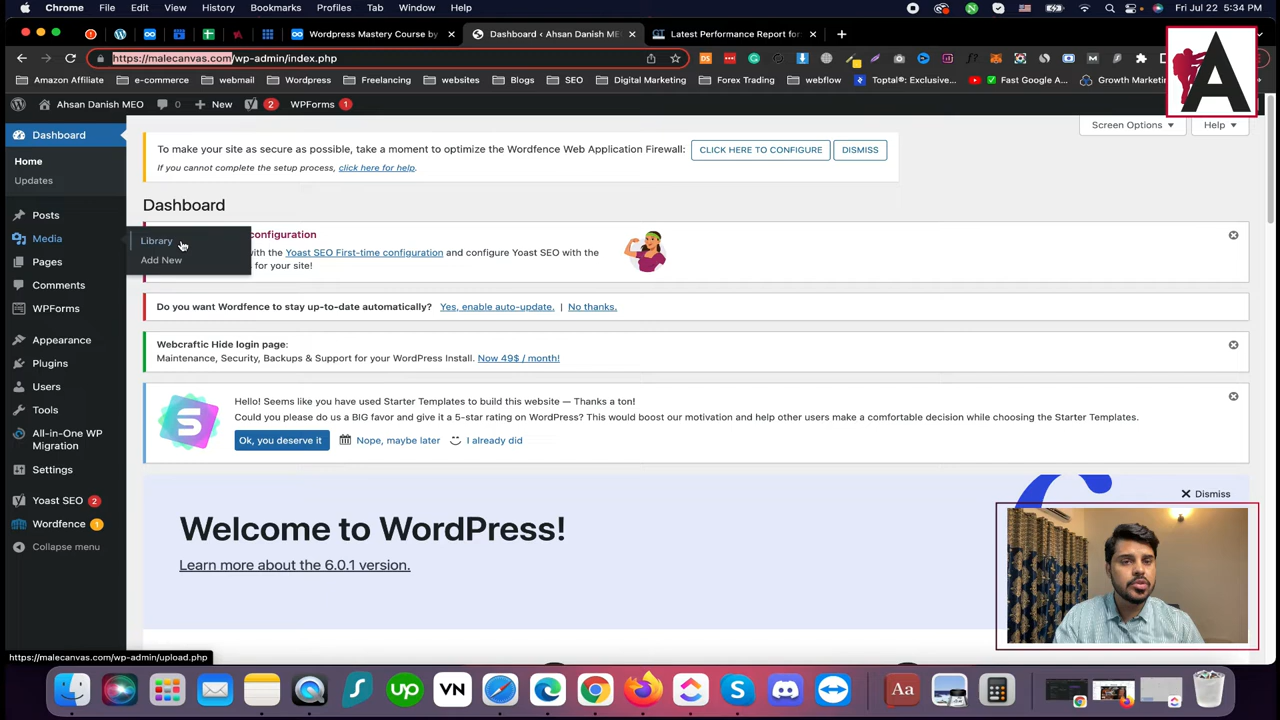 Chrome File Edit View History Bookmarks Profiles Tab Window Help Fri Jul 22 5:34 PM
Wordpress Mastery Course by
Dashboard ‹ Ahsan Danish MEO
Latest Performance Report for:
https://malecanvas.com/wp-admin/index.php
Amazon Affiliate e-commerce webmail Wordpress Freelancing websites Blogs SEO Digital Marketing Forex Trading webflow Toptal®: Exclusive... Fast Google A... Growth Marketing
A
Ahsan Danish MEO 0 New 2 WPForms 1
Screen Options Help
Dashboard
Home
Updates
Posts
Media
Library
Add New
Pages
Comments
WPForms
Appearance
Plugins
Users
Tools
All-in-One WP
Migration
Settings
Yoast SEO 2
Wordfence 1
Collapse menu
To make your site as secure as possible, take a moment to optimize the Wordfence Web Application Firewall: CLICK HERE TO CONFIGURE DISMISS
If you cannot complete the setup process, click here for help.
Dashboard
configuration
with the Yoast SEO First-time configuration and configure Yoast SEO with the
for your site!
Do you want Wordfence to stay up-to-date automatically? Yes, enable auto-update. | No thanks.
Webcraftic Hide login page:
Maintenance, Security, Backups & Support for your WordPress Install. Now 49$ / month!
Hello! Seems like you have used Starter Templates to build this website — Thanks a ton!
Could you please do us a BIG favor and give it a 5-star rating on WordPress? This would boost our motivation and help other users make a comfortable decision while choosing the Starter Templates.
Ok, you deserve it Nope, maybe later I already did
Dismiss
Welcome to WordPress!
Learn more about the 6.0.1 version.
https://malecanvas.com/wp-admin/upload.php
up VN Aa